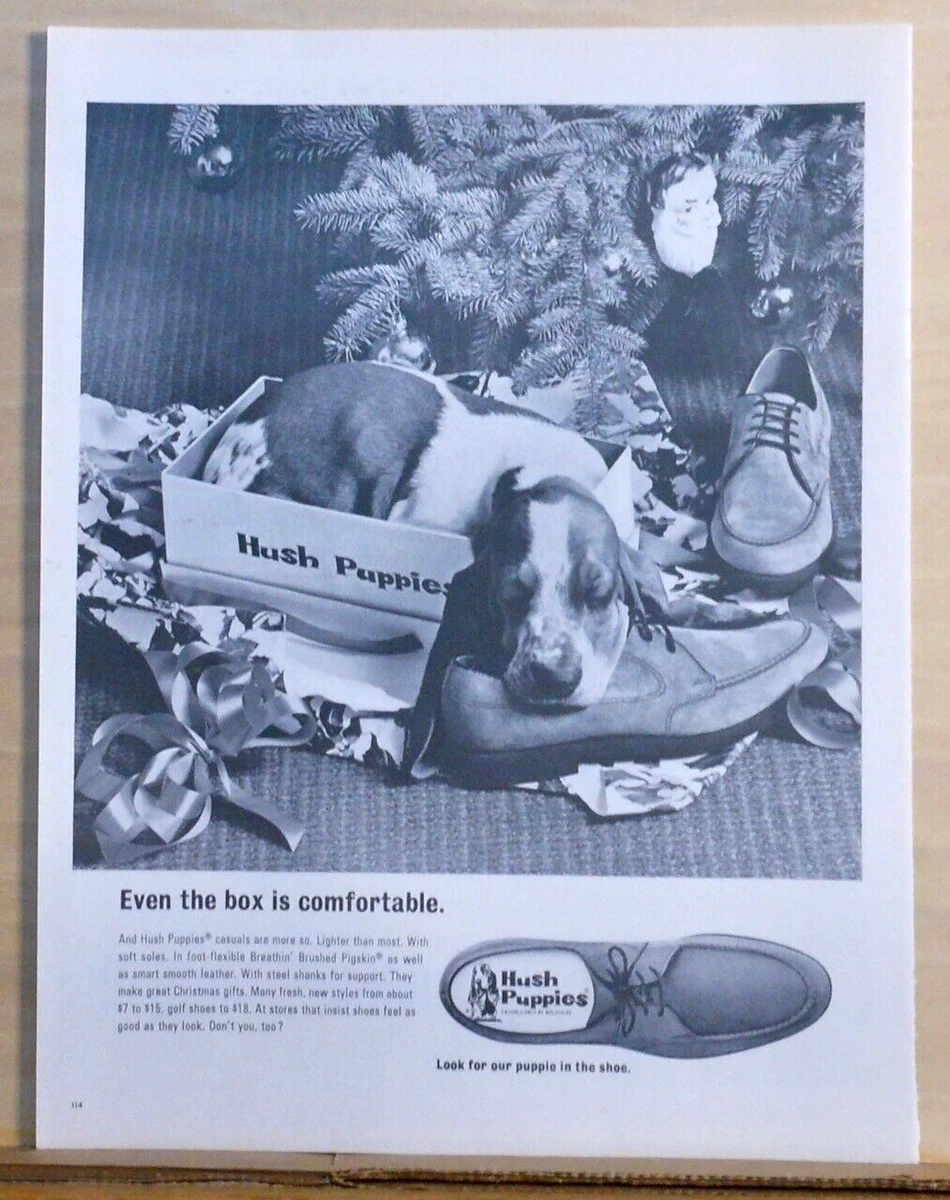 Hush Puppies
Even the box is comfortable.
And Hush Puppies® casuals are more so. Lighter than most. With
soft soles. In foot-flexible Breathin' Brushed Pigskin® as well
as smart smooth leather. With steel shanks for support. They
make great Christmas gifts. Many fresh, new styles from about
$7 to $15, golf shoes to $18. At stores that insist shoes feel as
good as they look. Don't you, too?
Hush
Puppies®
Look for our puppie in the shoe.
114